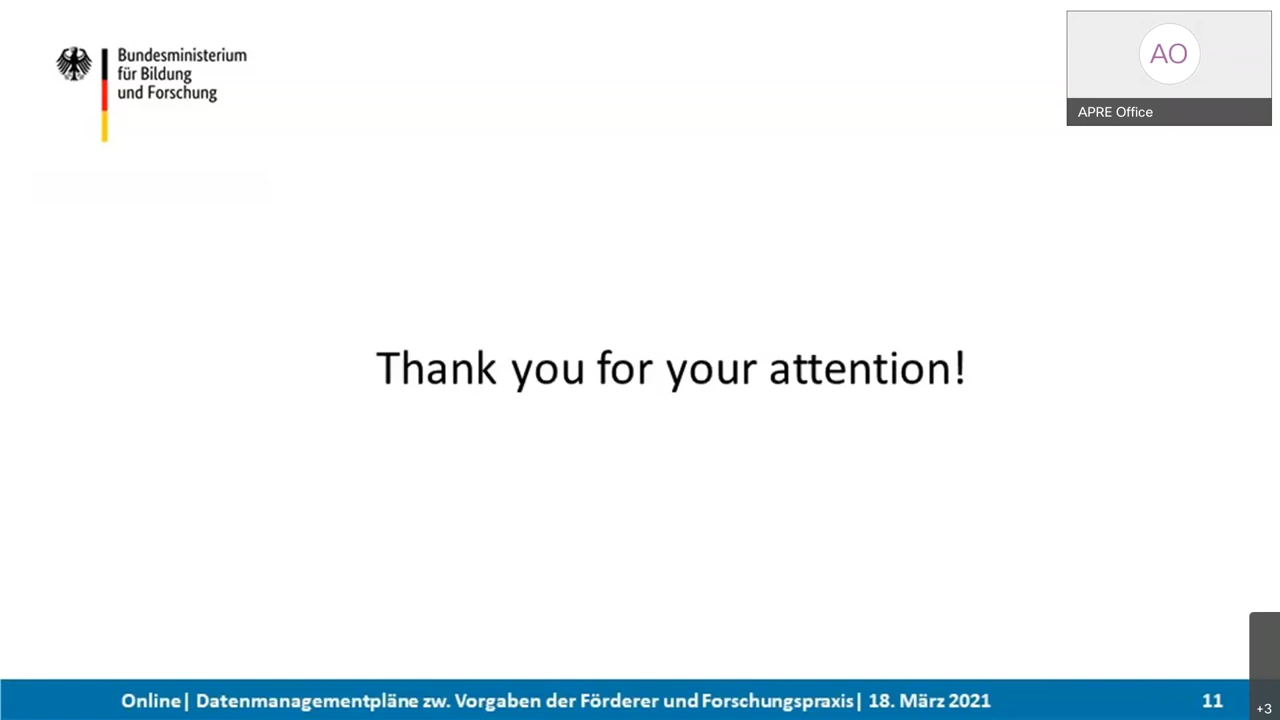 Bundesministerium
für Bildung
und Forschung
AO
APRE Office
Thank you for your attention!
Online| Datenmanagementpläne zw. Vorgaben der Förderer und Forschungspraxis| 18. März 2021
11
+3